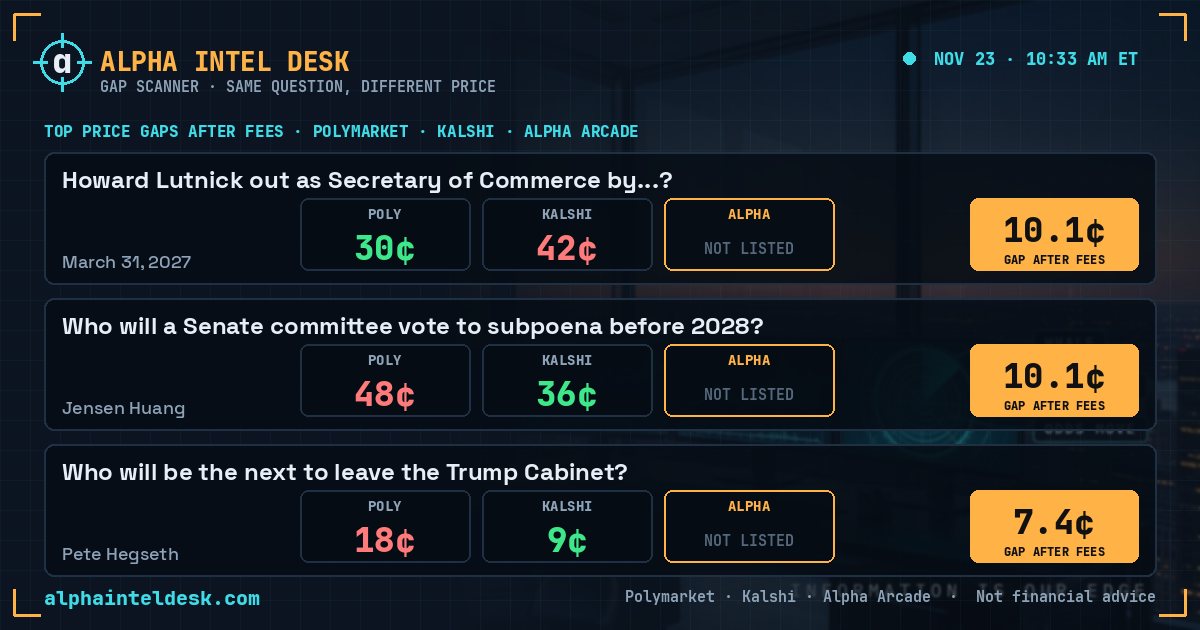 α ALPHA INTEL DESK
GAP SCANNER · SAME QUESTION, DIFFERENT PRICE
NOV 23 · 10:33 AM ET
TOP PRICE GAPS AFTER FEES · POLYMARKET · KALSHI · ALPHA ARCADE
Howard Lutnick out as Secretary of Commerce by...?
March 31, 2027
POLY
30¢
KALSHI
42¢
ALPHA
NOT LISTED
10.1¢
GAP AFTER FEES
Who will a Senate committee vote to subpoena before 2028?
Jensen Huang
POLY
48¢
KALSHI
36¢
ALPHA
NOT LISTED
10.1¢
GAP AFTER FEES
Who will be the next to leave the Trump Cabinet?
Pete Hegseth
POLY
18¢
KALSHI
9¢
ALPHA
NOT LISTED
7.4¢
GAP AFTER FEES
INFORMATION IS OUR EDGE
alphainteldesk.com
Polymarket · Kalshi · Alpha Arcade · Not financial advice